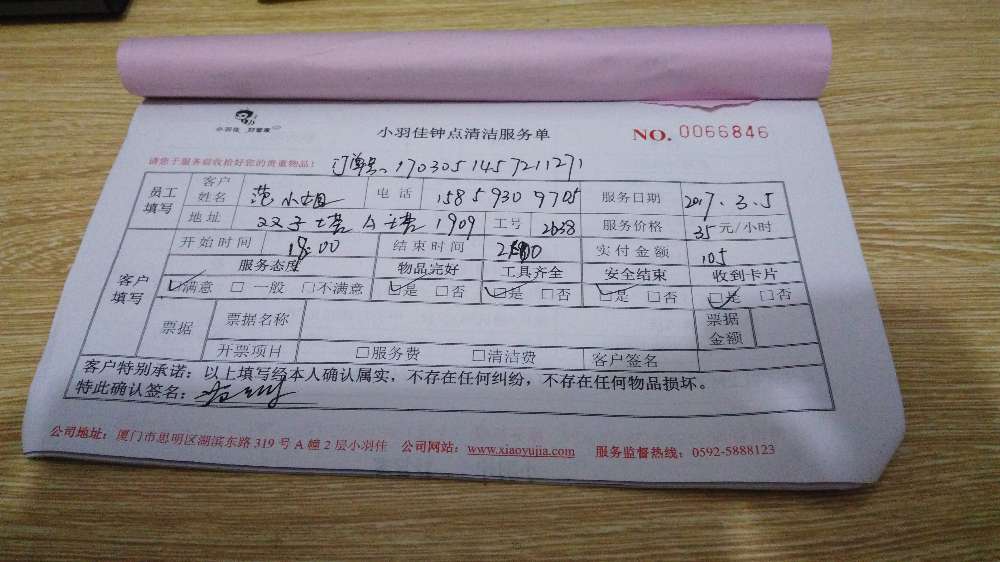 小羽佳 好管家
小羽佳钟点清洁服务单 NO. 0066846
请您于服务前收拾好您的贵重物品! 订单号: 1703051457211271
员工填写 客户姓名 范小姐 电话 15859309705 服务日期 2017.3.5
地址 双子塔A塔1909 工号 2638 服务价格 35元/小时
客户填写 开始时间 18:00 结束时间 21:00 实付金额 105
服务态度 物品完好 工具齐全 安全结束 收到卡片
☑满意 □一般 □不满意 ☑是 □否 ☑是 □否 ☑是 □否 ☑是 □否
票据 票据名称 票据金额
开票项目 □服务费 □清洁费 客户签名
客户特别承诺: 以上填写经本人确认属实, 不存在任何纠纷, 不存在任何物品损坏。
特此确认签名:
公司地址: 厦门市思明区湖滨东路319号A幢2层小羽佳 公司网站: www.xiaoyujia.com 服务监督热线: 0592-5888123